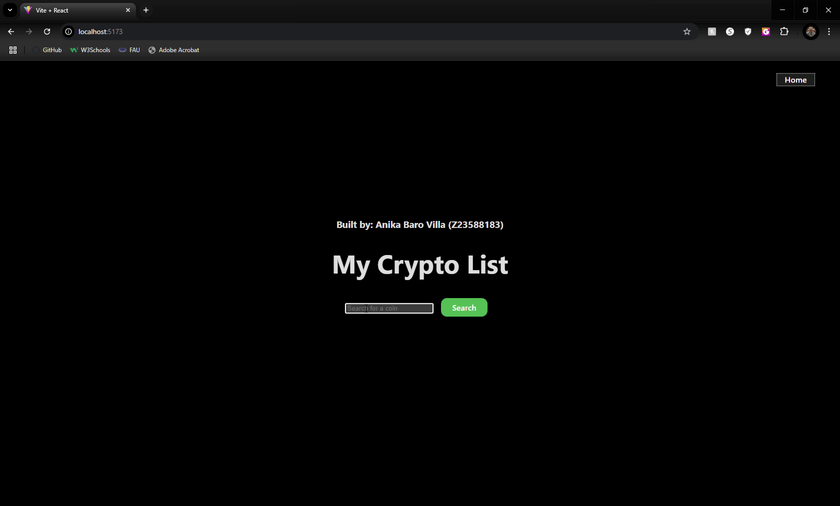 Vite + React
localhost:5173
GitHub W3Schools FAU Adobe Acrobat
Home
Built by: Anika Baro Villa (Z23588183)
My Crypto List
Search for a coin Search